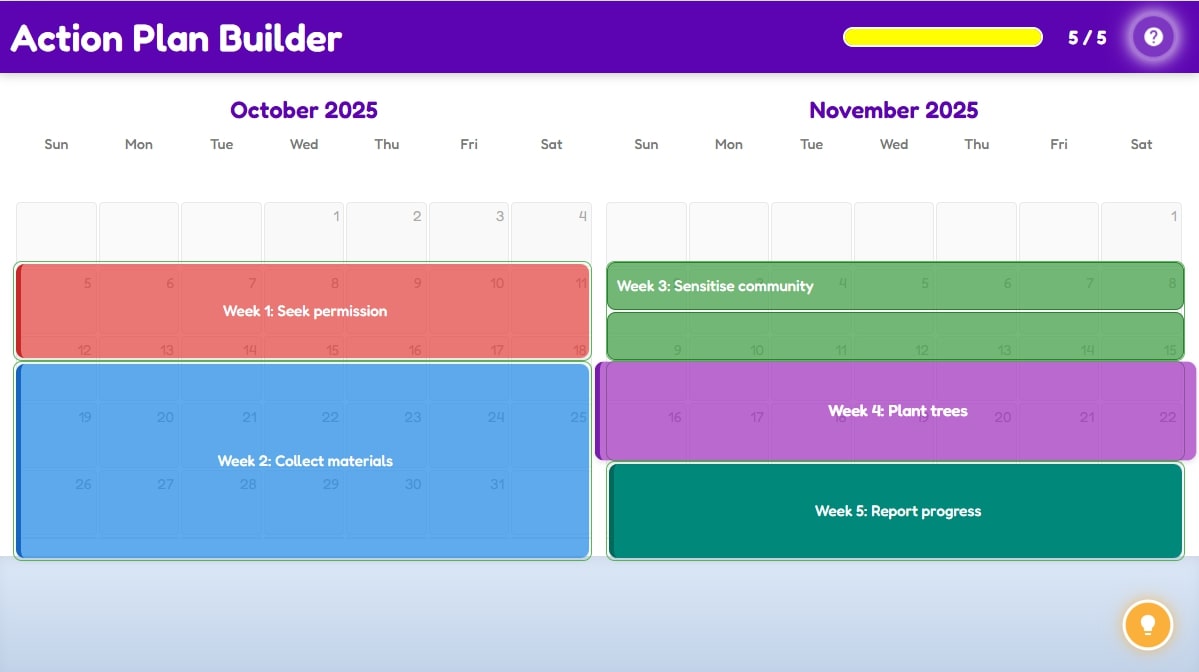 Action Plan Builder
5 / 5
?
October 2025
November 2025
Sun Mon Tue Wed Thu Fri Sat
Sun Mon Tue Wed Thu Fri Sat
1 2 3 4
1
5 6 7 8 9 10 11
Week 1: Seek permission
12 13 14 15 16 17 18
19 20 21 22 23 24 25
Week 2: Collect materials
26 27 28 29 30 31
Week 3: Sensitise community
4 5 6 7 8
9 10 11 12 13 14 15
Week 4: Plant trees
16 17 20 21 22
Week 5: Report progress